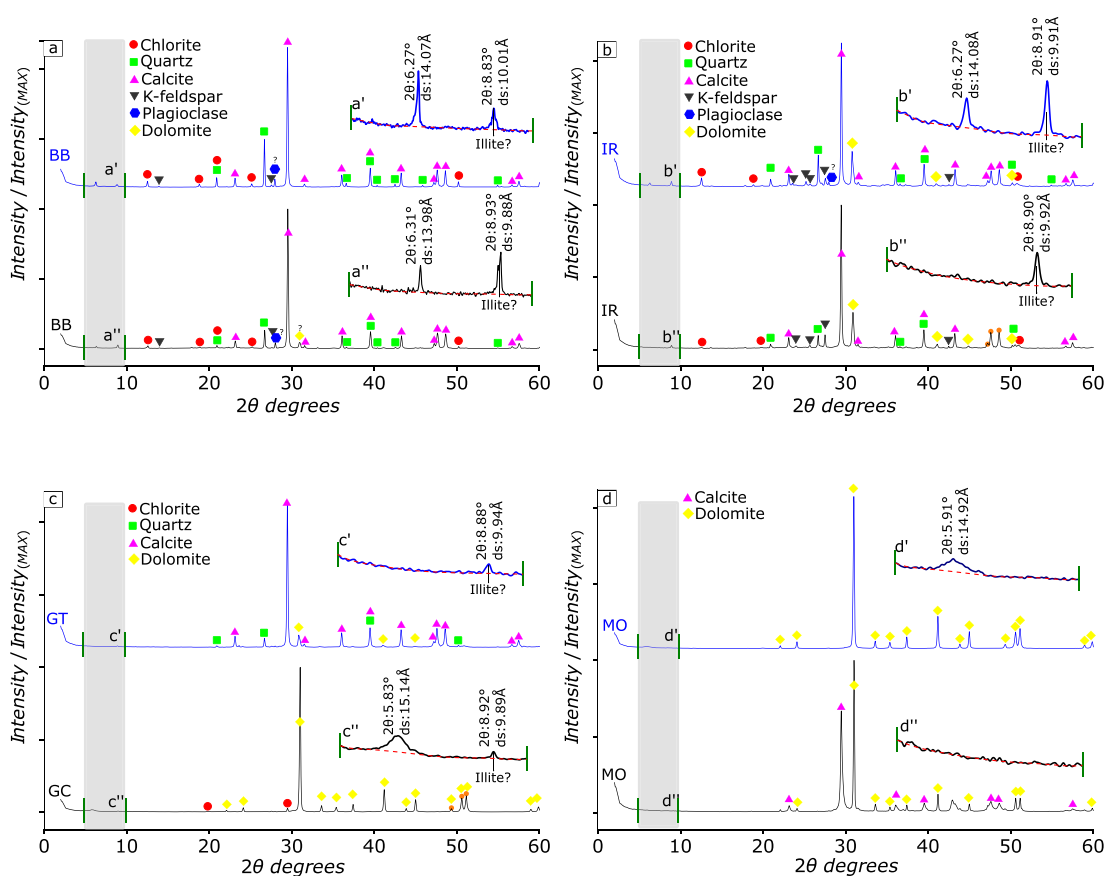 a
Chlorite
Quartz
Calcite
K-feldspar
Plagioclase
Dolomite
Intensity / Intensity(MAX)
BB
a'
?
a'
2θ:6.27°
ds:14.07Å
2θ:8.83°
ds:10.01Å
Illite?
BB
a''
?
?
a''
2θ:6.31°
ds:13.98Å
2θ:8.93°
ds:9.88Å
Illite?
0 10 20 30 40 50 60
2θ degrees
b
Chlorite
Quartz
Calcite
K-feldspar
Plagioclase
Dolomite
Intensity / Intensity(MAX)
IR
b'
?
b'
2θ:6.27°
ds:14.08Å
2θ:8.91°
ds:9.91Å
Illite?
IR
b''
b''
2θ:8.90°
ds:9.92Å
Illite?
0 10 20 30 40 50 60
2θ degrees
c
Chlorite
Quartz
Calcite
Dolomite
Intensity / Intensity(MAX)
GT
c'
c'
2θ:8.88°
ds:9.94Å
Illite?
GC
c''
c''
2θ:5.83°
ds:15.14Å
2θ:8.92°
ds:9.89Å
Illite?
0 10 20 30 40 50 60
2θ degrees
d
Calcite
Dolomite
Intensity / Intensity(MAX)
MO
d'
d'
2θ:5.91°
ds:14.92Å
MO
d''
d''
0 10 20 30 40 50 60
2θ degrees